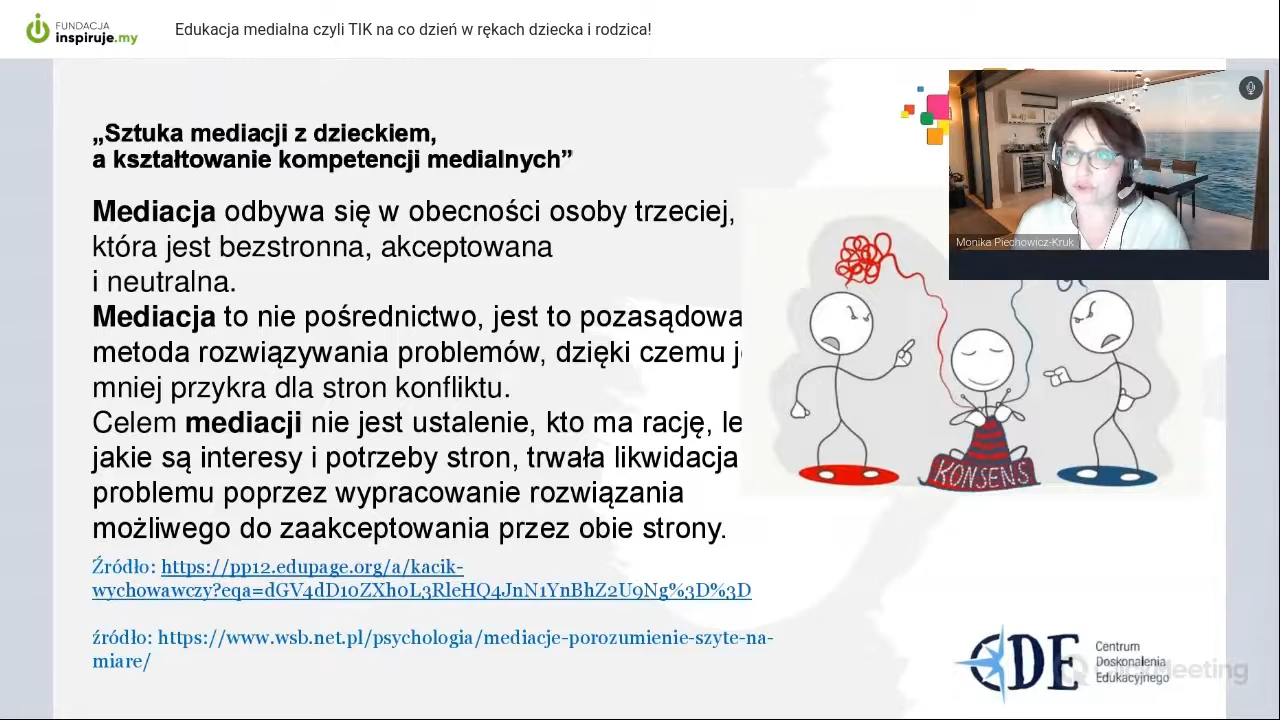 FUNDACJA
inspiruje.my
Edukacja medialna czyli TIK na co dzień w rękach dziecka i rodzica!
„Sztuka mediacji z dzieckiem,
a kształtowanie kompetencji medialnych”
Mediacja odbywa się w obecności osoby trzeciej,
która jest bezstronna, akceptowana
i neutralna.
Mediacja to nie pośrednictwo, jest to pozasądowa
metoda rozwiązywania problemów, dzięki czemu
mniej przykra dla stron konfliktu.
Celem mediacji nie jest ustalenie, kto ma rację,
jakie są interesy i potrzeby stron, trwała likwidacja
problemu poprzez wypracowanie rozwiązania
możliwego do zaakceptowania przez obie strony.
Źródło: https://pp12.edupage.org/a/kacik-
wychowawczy?eqa=dGV4dD10ZXh0L3RleHQ4JnN1YnBhZ2U9Ng%3D%3D
źródło: https://www.wsb.net.pl/psychologia/mediacje-porozumienie-szyte-na-
miare/
Monika Piechowicz-Kruk
KONSENS
CDE
Centrum
Doskonalenia
Edukacyjnego
ClickMeeting